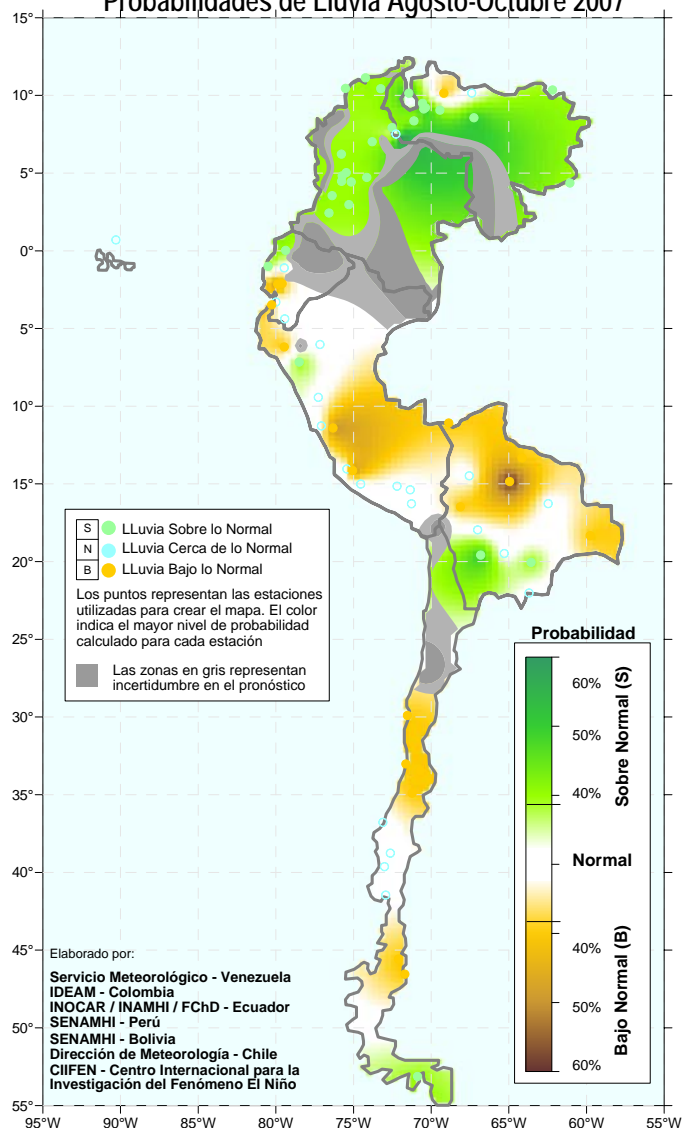 Probabilidades de Lluvia Agosto-Octubre 2007
15°
10°
5°
0°
5°
10°
15°
20°
25°
30°
35°
40°
45°
50°
55°
S LLuvia Sobre lo Normal
N LLuvia Cerca de lo Normal
B LLuvia Bajo lo Normal
Los puntos representan las estaciones
utilizadas para crear el mapa. El color
indica el mayor nivel de probabilidad
calculado para cada estación
Las zonas en gris representan
incertidumbre en el pronóstico
Probabilidad
60%
50%
40%
Sobre Normal (S)
Normal
40%
50%
60%
Bajo Normal (B)
Elaborado por:
Servicio Meteorológico - Venezuela
IDEAM - Colombia
INOCAR / INAMHI / FChD - Ecuador
SENAMHI - Perú
SENAMHI - Bolivia
Dirección de Meteorología - Chile
CIIFEN - Centro Internacional para la
Investigación del Fenómeno El Niño
95°W 90°W 85°W 80°W 75°W 70°W 65°W 60°W 55°W